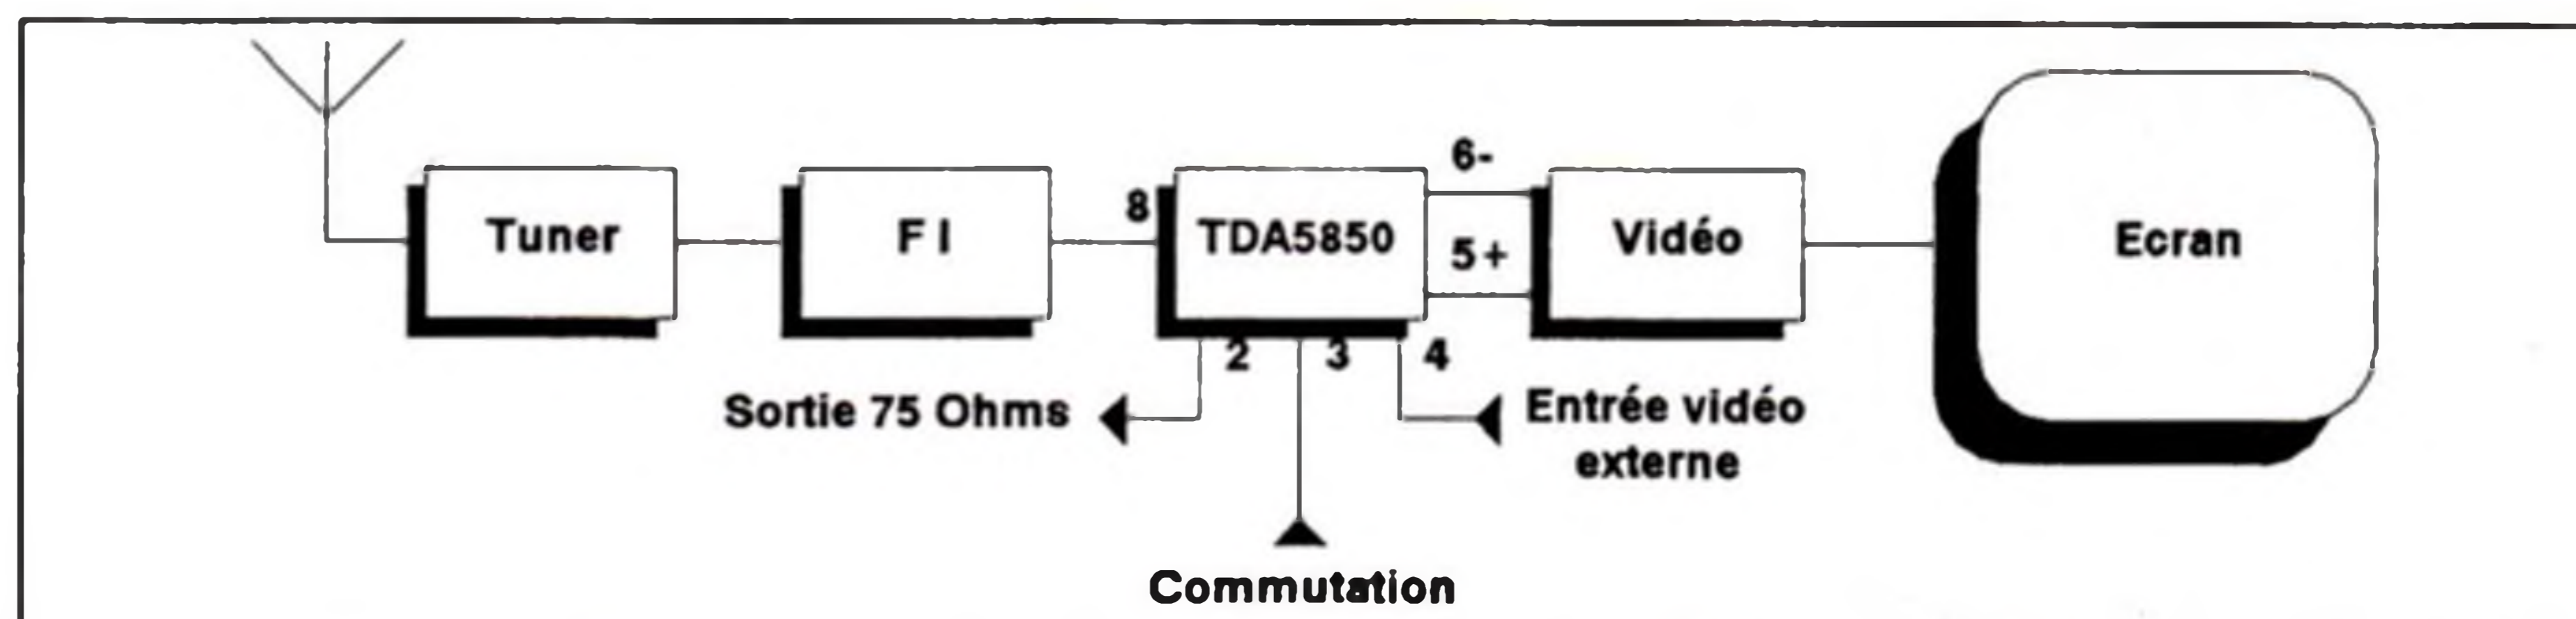 6-
8
Tuner
F I
TDA5850
5+
Vidéo
Ecran
2
3
4
Sortie 75 Ohms
Entrée vidéo
externe
Commutation